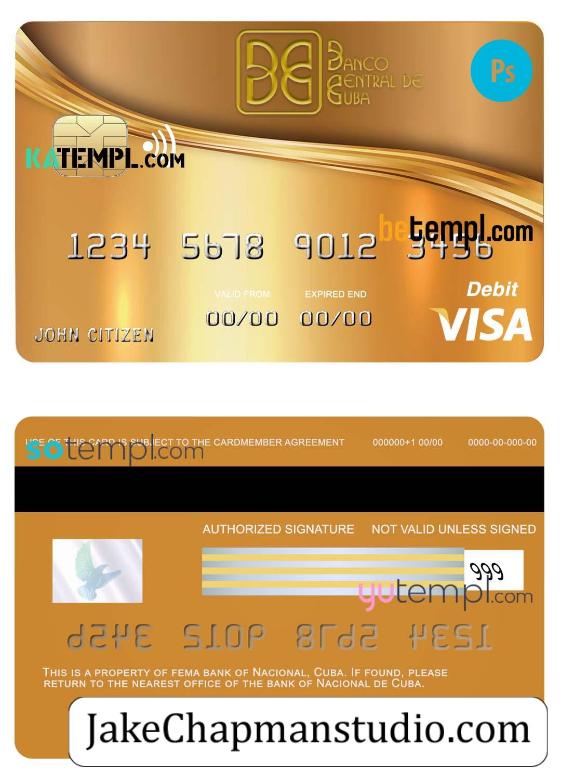 BANCO
CENTRAL DE
CUBA
Ps
KATEMPL.COM
betempl.com
1234 5678 9012 3456
Debit
VALID FROM EXPIRED END
00/00 00/00
VISA
JOHN CITIZEN
USE OF THIS CARD IS SUBJECT TO THE CARDMEMBER AGREEMENT 000000+1 00/00 0000-00-000-00
sotempl.com
AUTHORIZED SIGNATURE NOT VALID UNLESS SIGNED
999
yutempl.com
1234 5678 9012 3456
THIS IS A PROPERTY OF FEMA BANK OF NACIONAL, CUBA. IF FOUND, PLEASE
RETURN TO THE NEAREST OFFICE OF THE BANK OF NACIONAL DE CUBA.
JakeChapmanstudio.com